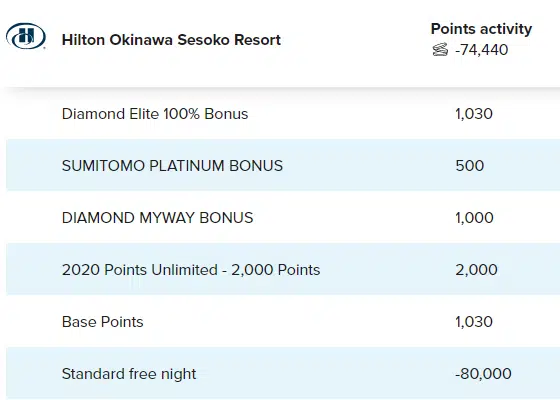 Hilton Okinawa Sesoko Resort
Points activity
-74,440
Diamond Elite 100% Bonus 1,030
SUMITOMO PLATINUM BONUS 500
DIAMOND MYWAY BONUS 1,000
2020 Points Unlimited - 2,000 Points 2,000
Base Points 1,030
Standard free night -80,000